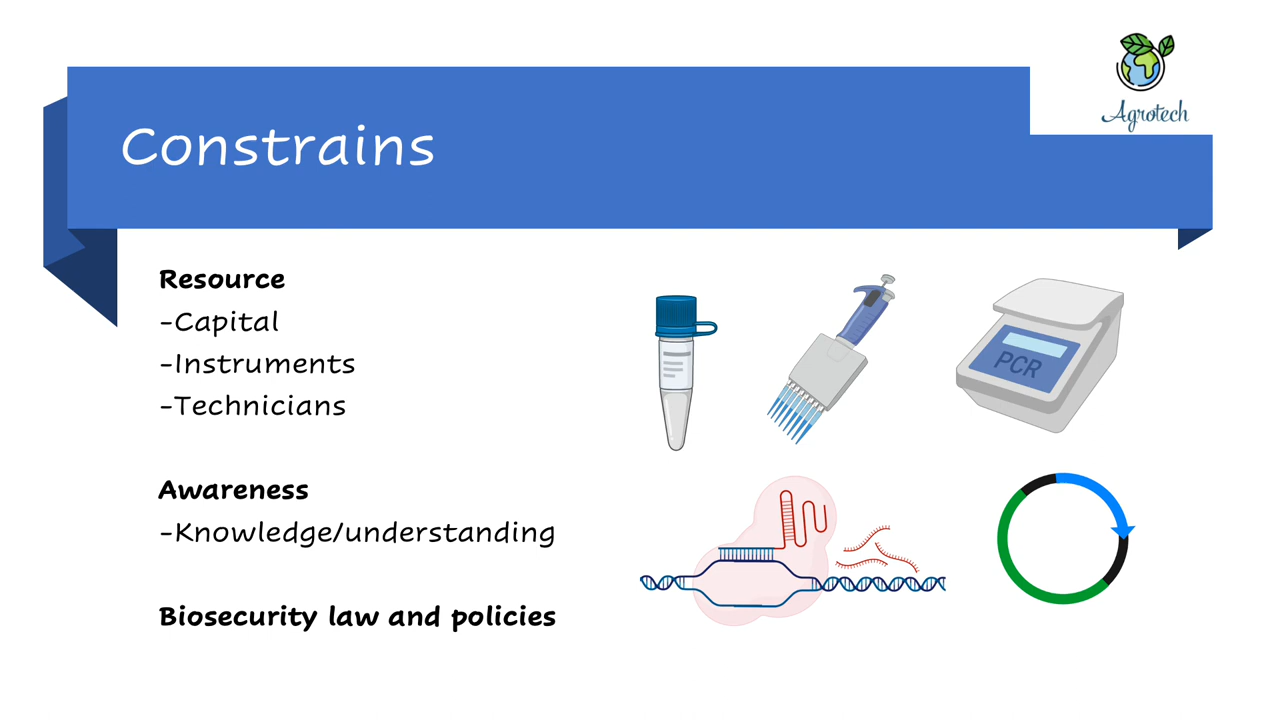 Agrotech
Constrains
Resource
-Capital
-Instruments
-Technicians
Awareness
-Knowledge/understanding
Biosecurity law and policies
PCR